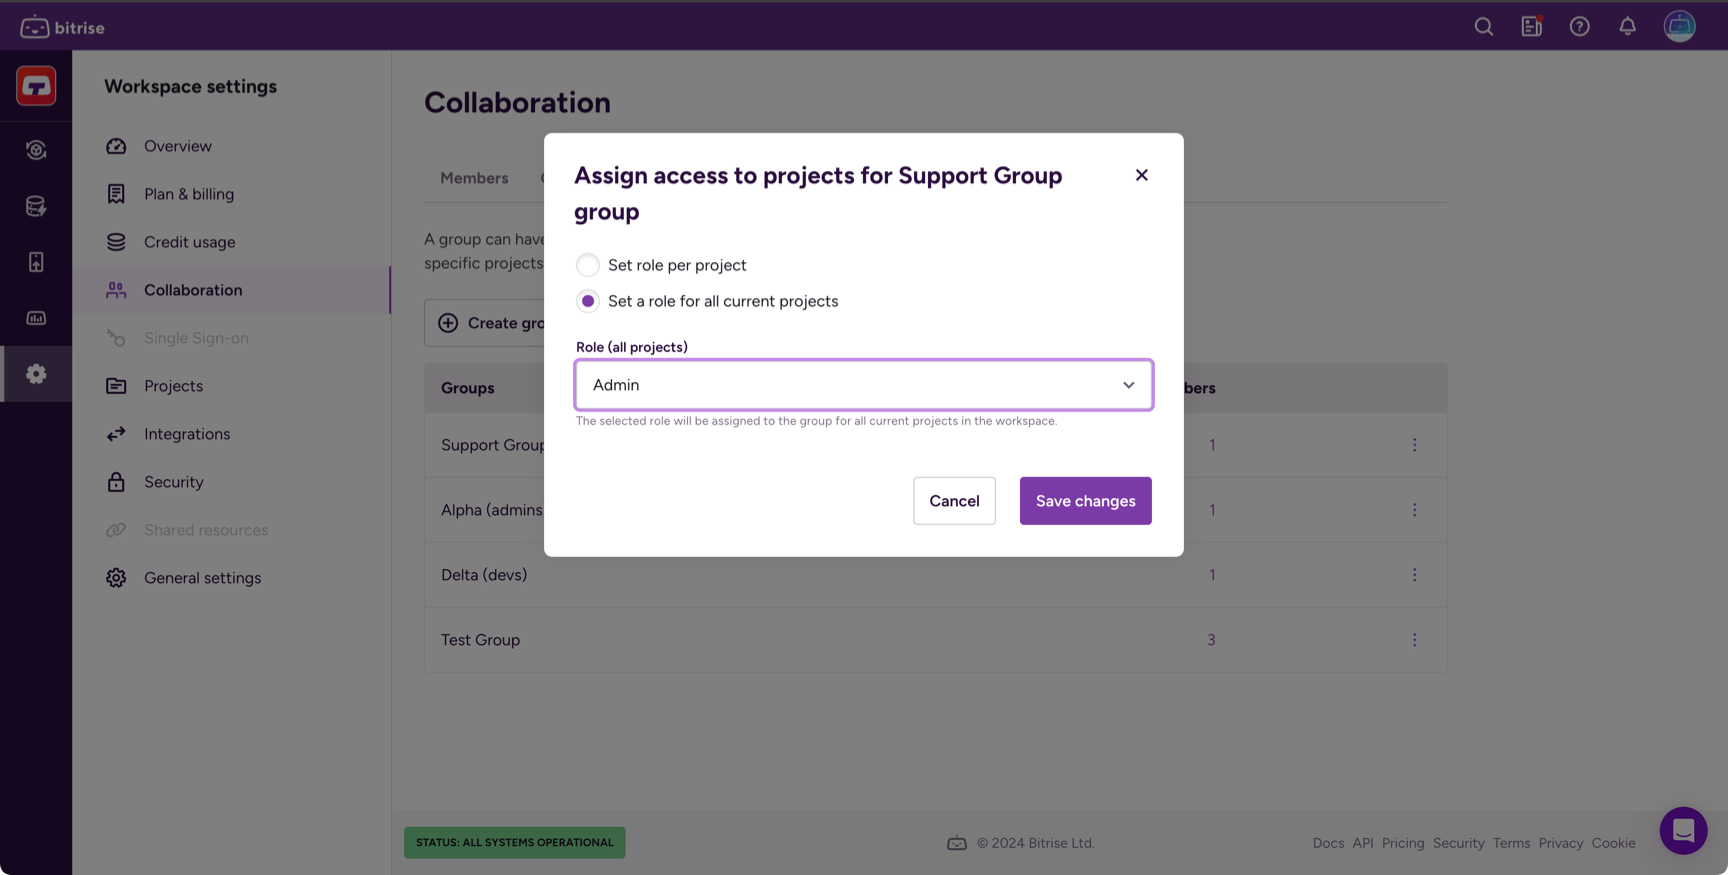 bitrise
Workspace settings
Overview
Plan & billing
Credit usage
Collaboration
Single Sign-on
Projects
Integrations
Security
Shared resources
General settings
Collaboration
Members
A group can have
specific projects
Create gro
Groups
bers
Support Group
1
Alpha (admins
1
Delta (devs)
1
Test Group
3
Assign access to projects for Support Group
group
Set role per project
Set a role for all current projects
Role (all projects)
Admin
The selected role will be assigned to the group for all current projects in the workspace.
Cancel
Save changes
STATUS: ALL SYSTEMS OPERATIONAL
© 2024 Bitrise Ltd.
Docs API Pricing Security Terms Privacy Cookie